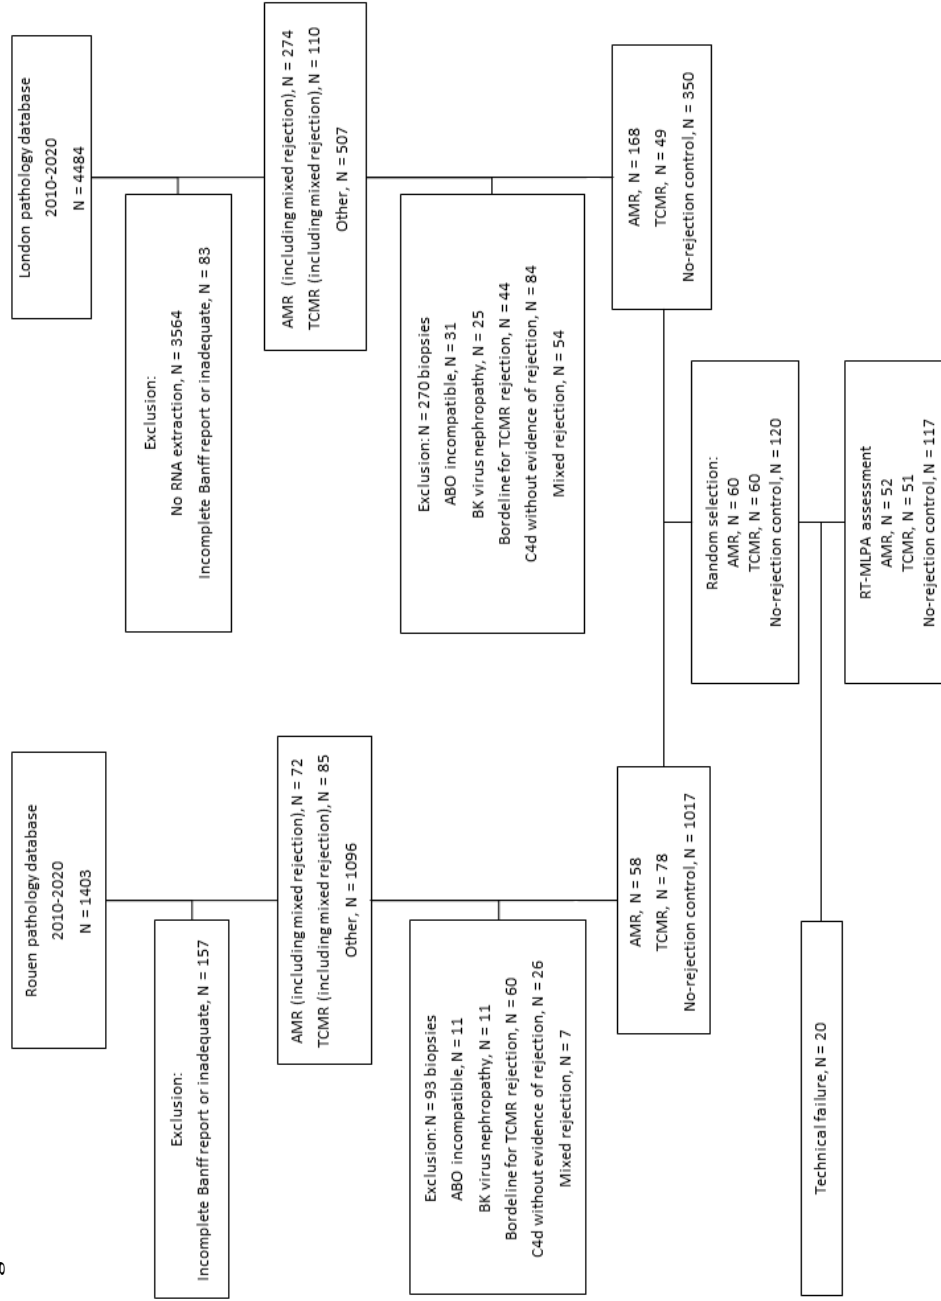 Rouen pathology database
2010-2020
N = 1403
London pathology database
2010-2020
N = 4484
Exclusion:
Incomplete Banff report or inadequate, N = 157
Exclusion:
No RNA extraction, N = 3564
Incomplete Banff report or inadequate, N = 83
AMR (including mixed rejection), N = 72
TCMR (including mixed rejection), N = 85
Other, N = 1096
AMR (including mixed rejection), N = 274
TCMR (including mixed rejection), N = 110
Other, N = 507
Exclusion: N = 93 biopsies
ABO incompatible, N = 11
BK virus nephropathy, N = 11
Bordeline for TCMR rejection, N = 60
C4d without evidence of rejection, N = 26
Mixed rejection, N = 7
Exclusion: N = 270 biopsies
ABO incompatible, N = 31
BK virus nephropathy, N = 25
Bordeline for TCMR rejection, N = 44
C4d without evidence of rejection, N = 84
Mixed rejection, N = 54
AMR, N = 58
TCMR, N = 78
No-rejection control, N = 1017
AMR, N = 168
TCMR, N = 49
No-rejection control, N = 350
Random selection:
AMR, N = 60
TCMR, N = 60
No-rejection control, N = 120
Technical failure, N = 20
RT-MLPA assessment
AMR, N = 52
TCMR, N = 51
No-rejection control, N = 117